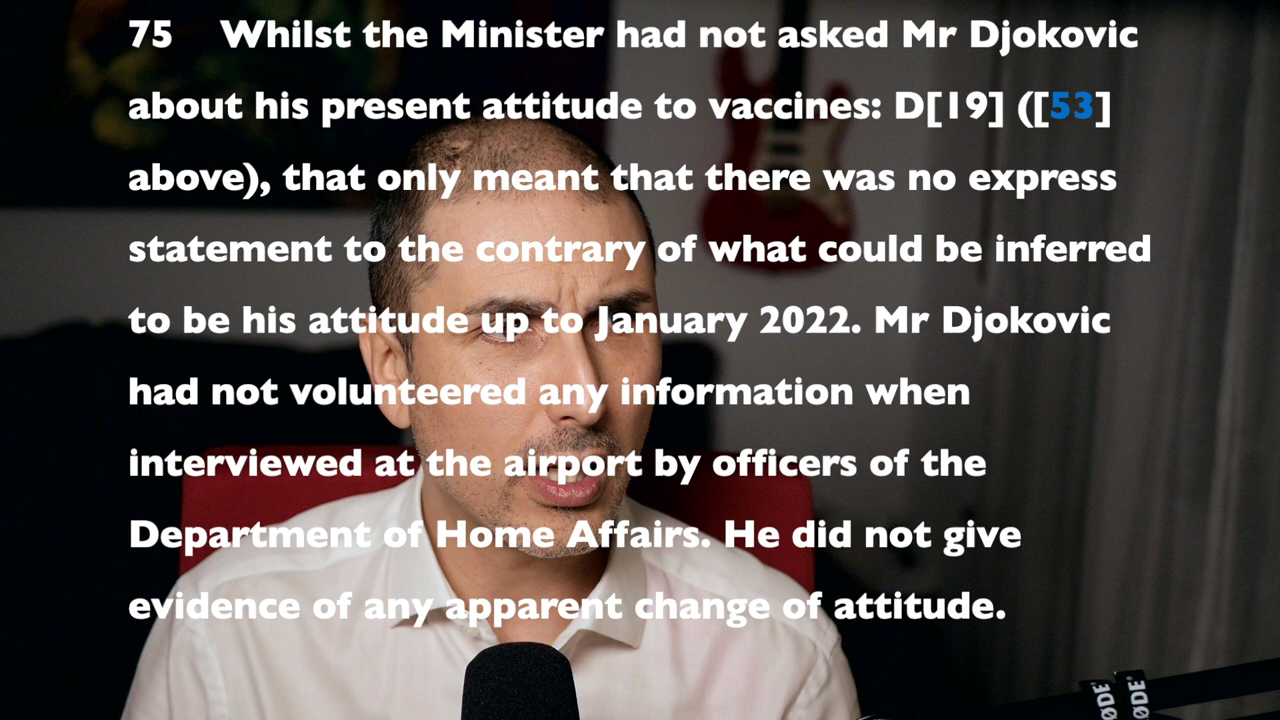 75 Whilst the Minister had not asked Mr Djokovic
about his present attitude to vaccines: D[19] ([53]
above), that only meant that there was no express
statement to the contrary of what could be inferred
to be his attitude up to January 2022. Mr Djokovic
had not volunteered any information when
interviewed at the airport by officers of the
Department of Home Affairs. He did not give
evidence of any apparent change of attitude.
RØDE RØDE